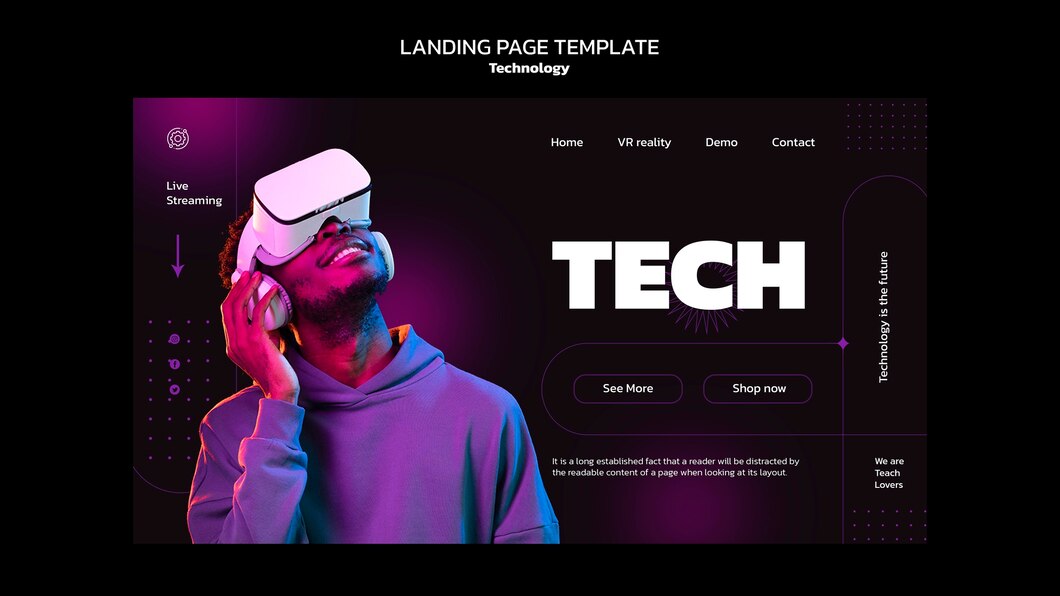 LANDING PAGE TEMPLATE
Technology
Home VR reality Demo Contact
Live
Streaming
TECH
Technology is the future
See More Shop now
It is a long established fact that a reader will be distracted by
the readable content of a page when looking at its layout.
We are
Teach
Lovers